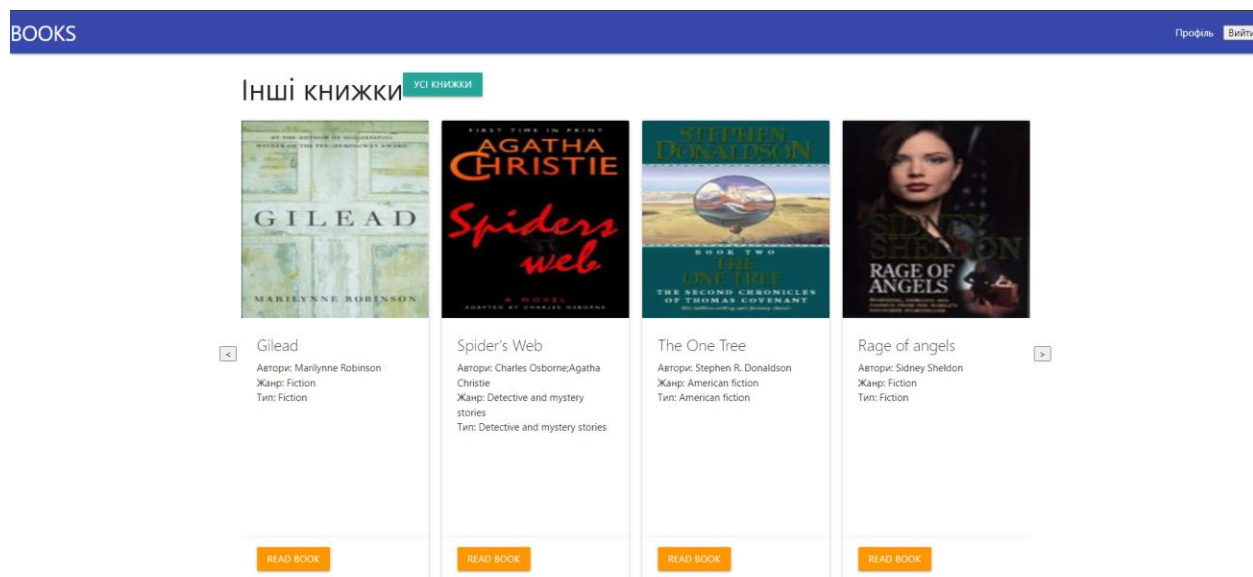 BOOKS
Профіль
Вийти
Інші книжки
УСІ КНИЖКИ
BY THE AUTHOR OF HOUSEKEEPING
WINNER OF THE PEN/HEMINGWAY AWARD
GILEAD
MARILYNNE ROBINSON
FIRST TIME IN PRINT
AGATHA
CHRISTIE
Spiders
web
A NOVEL
ADAPTED BY CHARLES OSBORNE
STEPHEN
DONALDSON
BOOK TWO
THE
ONE TREE
THE SECOND CHRONICLES
OF THOMAS COVENANT
SIDNEY
SHELDON
RAGE OF
ANGELS
<
Gilead
Автори: Marilynne Robinson
Жанр: Fiction
Тип: Fiction
Spider's Web
Автори: Charles Osborne;Agatha
Christie
Жанр: Detective and mystery
stories
Тип: Detective and mystery stories
The One Tree
Автори: Stephen R. Donaldson
Жанр: American fiction
Тип: American fiction
Rage of angels
Автори: Sidney Sheldon
Жанр: Fiction
Тип: Fiction
>
READ BOOK
READ BOOK
READ BOOK
READ BOOK